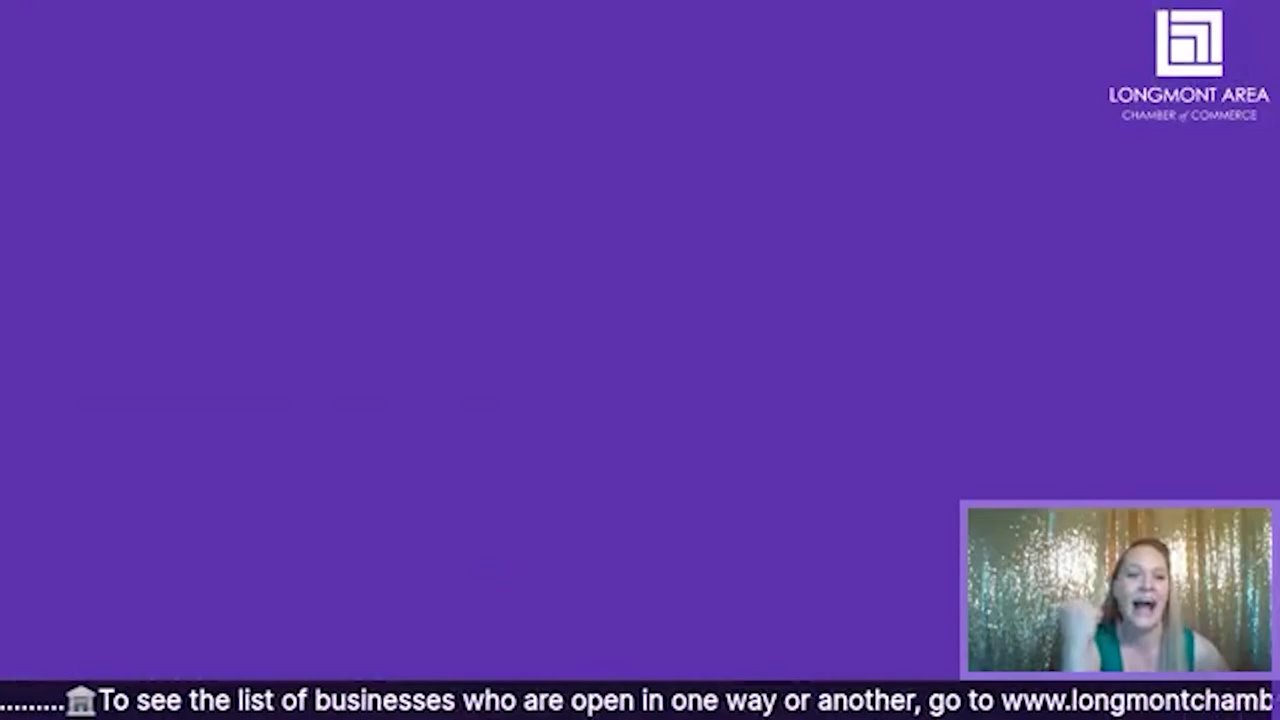 LONGMONT AREA
CHAMBER of COMMERCE
.........🏛️To see the list of businesses who are open in one way or another, go to www.longmontchamb